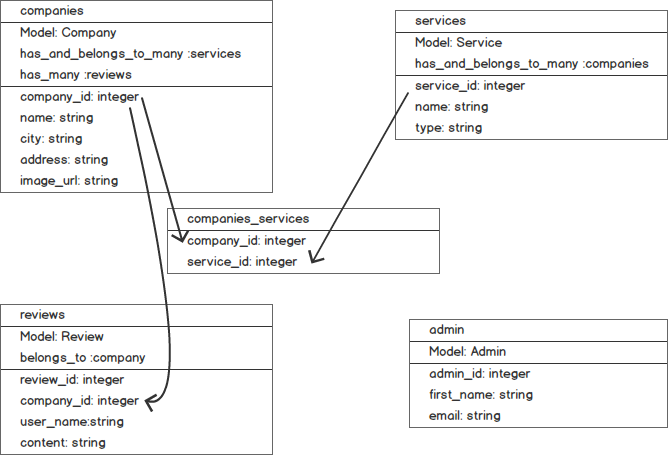 companies
Model: Company
has_and_belongs_to_many :services
has_many :reviews
company_id: integer
name: string
city: string
address: string
image_url: string
services
Model: Service
has_and_belongs_to_many :companies
service_id: integer
name: string
type: string
companies_services
company_id: integer
service_id: integer
reviews
Model: Review
belongs_to :company
review_id: integer
company_id: integer
user_name:string
content: string
admin
Model: Admin
admin_id: integer
first_name: string
email: string